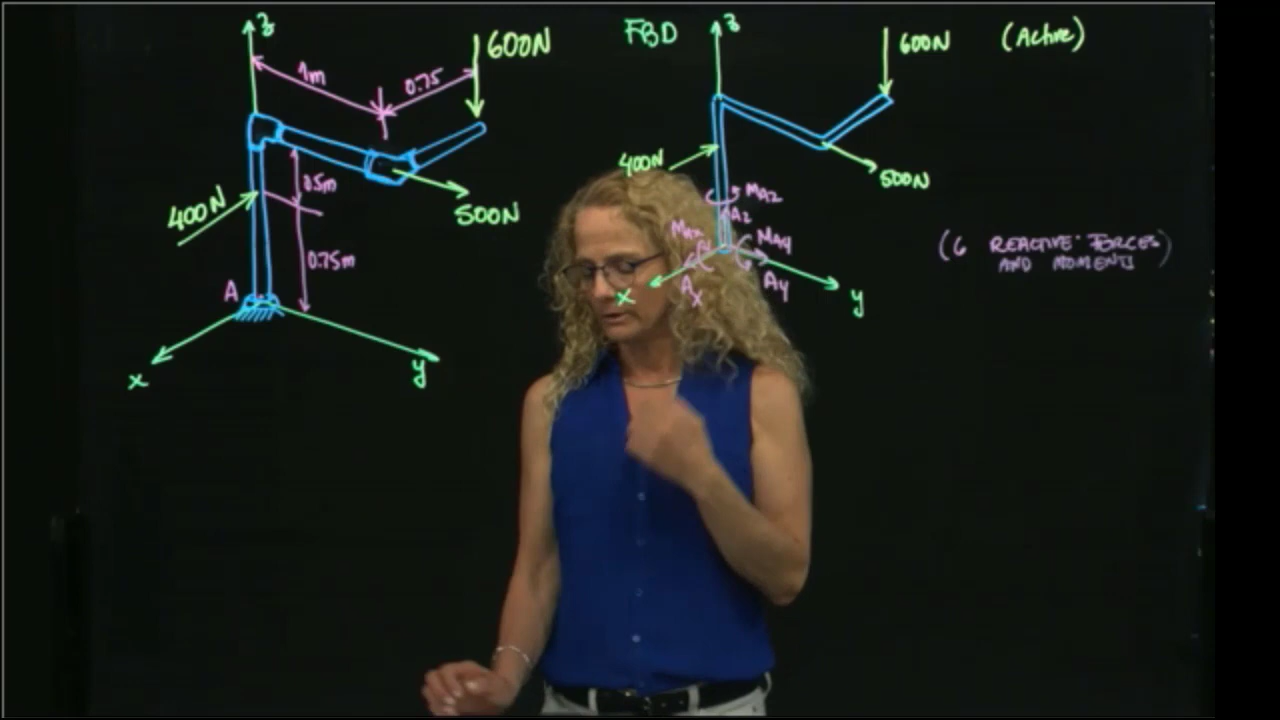 z
1m
0.75
600N
0.5m
400N
500N
0.75m
A
x
y
FBD
z
600N
(Active)
400N
500N
MAz
Az
MAx
MAy
Ax
Ay
x
y
(6 REACTIVE FORCES)
AND MOMENTS